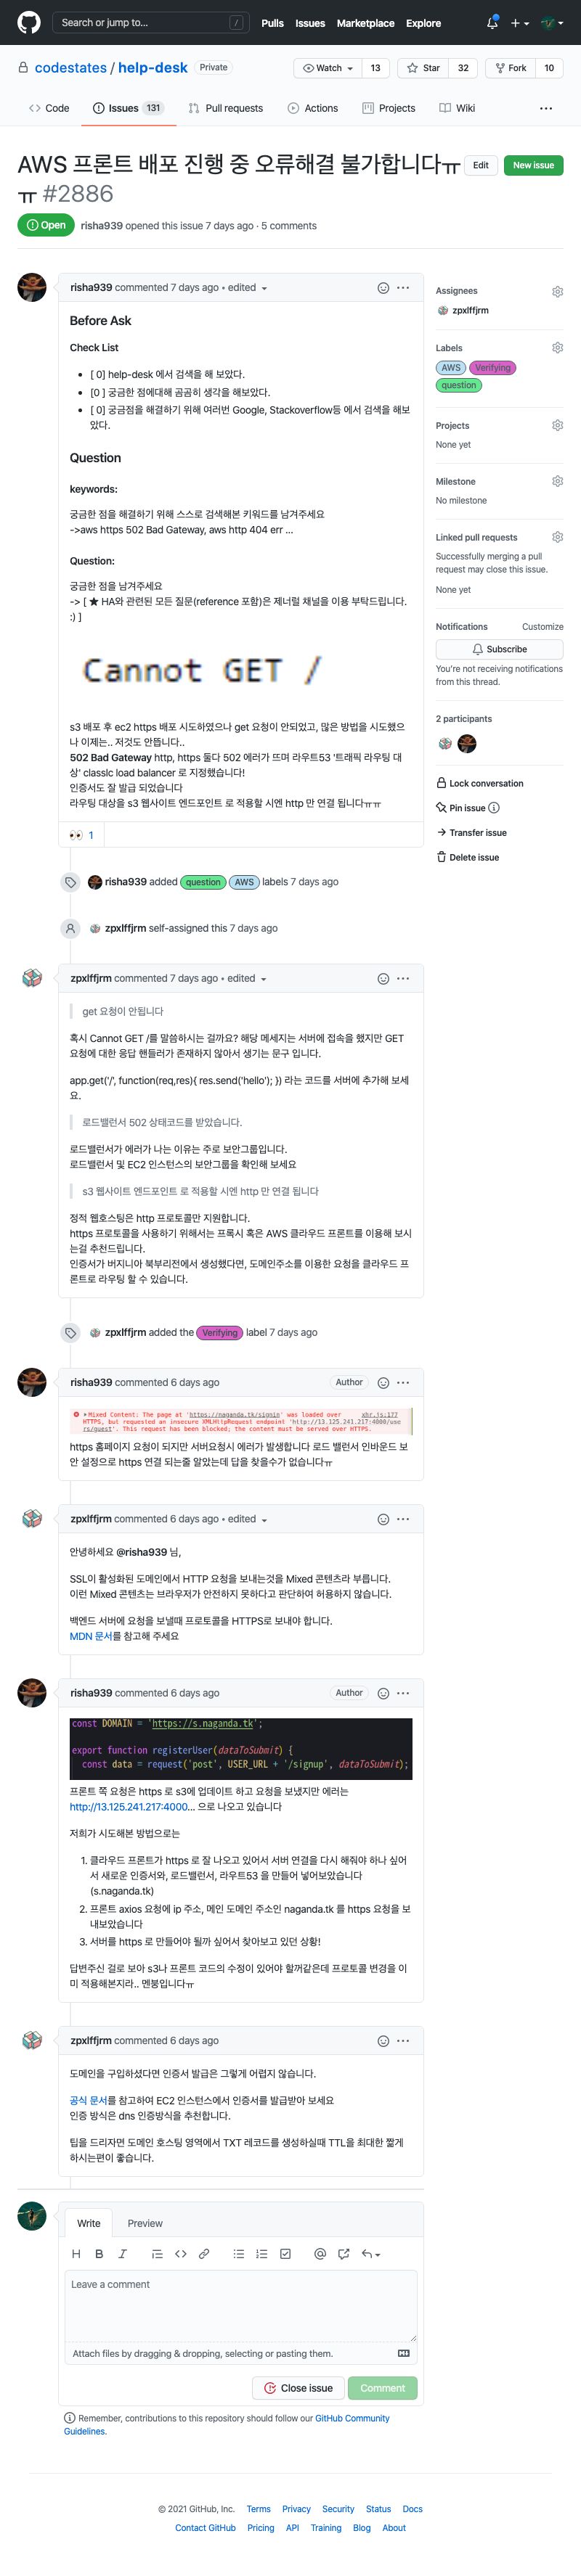 Search or jump to...
/
Pulls Issues Marketplace Explore
codestates / help-desk Private
Watch 13 Star 32 Fork 10
Code Issues 131 Pull requests Actions Projects Wiki
AWS 프론트 배포 진행 중 오류해결 불가합니다ㅠ
ㅠ #2886
Edit New issue
Open risha939 opened this issue 7 days ago · 5 comments
risha939 commented 7 days ago • edited
Before Ask
Check List
[ 0] help-desk 에서 검색을 해 보았다.
[0 ] 궁금한 점에대해 곰곰히 생각을 해보았다.
[ 0] 궁금점을 해결하기 위해 여러번 Google, Stackoverflow등 에서 검색을 해보
았다.
Question
keywords:
궁금한 점을 해결하기 위해 스스로 검색해본 키워드를 남겨주세요
->aws https 502 Bad Gateway, aws http 404 err ...
Question:
궁금한 점을 남겨주세요
-> [ ★ HA와 관련된 모든 질문(reference 포함)은 제너럴 채널을 이용 부탁드립니다.
:) ]
Cannot GET /
s3 배포 후 ec2 https 배포 시도하였으나 get 요청이 안되었고, 많은 방법을 시도했으
나 이제는.. 저것도 안뜹니다..
502 Bad Gateway http, https 둘다 502 에러가 뜨며 라우트53 '트래픽 라우팅 대
상' classlc load balancer 로 지정했습니다!
인증서도 잘 발급 되었습니다
라우팅 대상을 s3 웹사이트 엔드포인트 로 적용할 시엔 http 만 연결 됩니다ㅠㅠ
👀 1
risha939 added question AWS labels 7 days ago
zpxlffjrm self-assigned this 7 days ago
zpxlffjrm commented 7 days ago • edited
get 요청이 안됩니다
혹시 Cannot GET /를 말씀하시는 걸까요? 해당 메세지는 서버에 접속을 했지만 GET
요청에 대한 응답 핸들러가 존재하지 않아서 생기는 문구 입니다.
app.get('/', function(req,res){ res.send('hello'); }) 라는 코드를 서버에 추가해 보세
요.
로드밸런서 502 상태코드를 받았습니다.
로드밸런서가 에러가 나는 이유는 주로 보안그룹입니다.
로드밸런서 및 EC2 인스턴스의 보안그룹을 확인해 보세요
s3 웹사이트 엔드포인트 로 적용할 시엔 http 만 연결 됩니다
정적 웹호스팅은 http 프로토콜만 지원합니다.
https 프로토콜을 사용하기 위해서는 프록시 혹은 AWS 클라우드 프론트를 이용해 보시
는걸 추천드립니다.
인증서가 버지니아 북부리전에서 생성했다면, 도메인주소를 이용한 요청을 클라우드 프
론트로 라우팅 할 수 있습니다.
zpxlffjrm added the Verifying label 7 days ago
risha939 commented 6 days ago Author
Mixed Content: The page at 'https://naganda.tk/signin' was loaded over xhr.js:177
HTTPS, but requested an insecure XMLHttpRequest endpoint 'http://13.125.241.217:4000/use
rs/guest'. This request has been blocked; the content must be served over HTTPS.
https 홈페이지 요청이 되지만 서버요청시 에러가 발생합니다 로드 밸런서 인바운드 보
안 설정으로 https 연결 되는줄 알았는데 답을 찾을수가 없습니다ㅠ
zpxlffjrm commented 6 days ago • edited
안녕하세요 @risha939 님,
SSL이 활성화된 도메인에서 HTTP 요청을 보내는것을 Mixed 콘텐츠라 부릅니다.
이런 Mixed 콘텐츠는 브라우저가 안전하지 못하다고 판단하여 허용하지 않습니다.
백엔드 서버에 요청을 보낼때 프로토콜을 HTTPS로 보내야 합니다.
MDN 문서를 참고해 주세요
risha939 commented 6 days ago Author
const DOMAIN = 'https://s.naganda.tk';
export function registerUser(dataToSubmit) {
const data = request('post', USER_URL + '/signup', dataToSubmit);
프론트 쪽 요청은 https 로 s3에 업데이트 하고 요청을 보냈지만 에러는
http://13.125.241.217:4000... 으로 나오고 있습니다
저희가 시도해본 방법으로는
1. 클라우드 프론트가 https 로 잘 나오고 있어서 서버 연결을 다시 해줘야 하나 싶어
서 새로운 인증서와, 로드밸런서, 라우트53 을 만들어 넣어보았습니다
(s.naganda.tk)
2. 프론트 axios 요청에 ip 주소, 메인 도메인 주소인 naganda.tk 를 https 요청을 보
내보았습니다
3. 서버를 https 로 만들어야 될까 싶어서 찾아보고 있던 상황!
답변주신 걸로 보아 s3나 프론트 코드의 수정이 있어야 할꺼같은데 프로토콜 변경을 이
미 적용해본지라.. 멘붕입니다ㅠ
zpxlffjrm commented 6 days ago
도메인을 구입하셨다면 인증서 발급은 그렇게 어렵지 않습니다.
공식 문서를 참고하여 EC2 인스턴스에서 인증서를 발급받아 보세요
인증 방식은 dns 인증방식을 추천합니다.
팁을 드리자면 도메인 호스팅 영역에서 TXT 레코드를 생성하실때 TTL을 최대한 짧게
하시는편이 좋습니다.
Write Preview
Leave a comment
Attach files by dragging & dropping, selecting or pasting them.
Close issue Comment
Remember, contributions to this repository should follow our GitHub Community
Guidelines.
Assignees
zpxlffjrm
Labels
AWS Verifying
question
Projects
None yet
Milestone
No milestone
Linked pull requests
Successfully merging a pull
request may close this issue.
None yet
Notifications Customize
Subscribe
You're not receiving notifications
from this thread.
2 participants
Lock conversation
Pin issue
Transfer issue
Delete issue
© 2021 GitHub, Inc. Terms Privacy Security Status Docs
Contact GitHub Pricing API Training Blog About